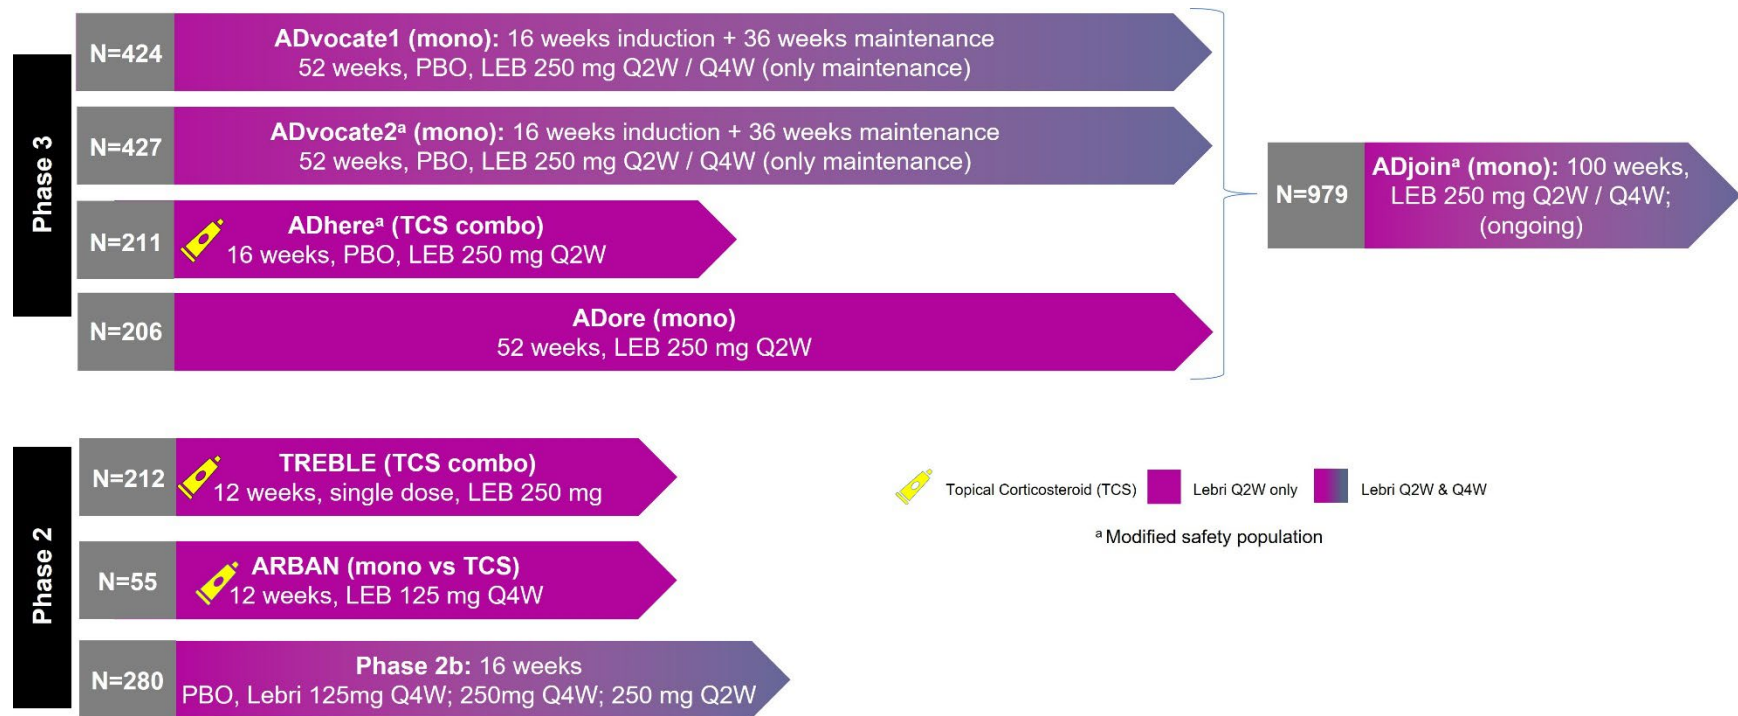 Phase 3
N=424
ADvocate1 (mono): 16 weeks induction + 36 weeks maintenance
52 weeks, PBO, LEB 250 mg Q2W / Q4W (only maintenance)
N=427
ADvocate2ᵃ (mono): 16 weeks induction + 36 weeks maintenance
52 weeks, PBO, LEB 250 mg Q2W / Q4W (only maintenance)
N=211
ADhereᵃ (TCS combo)
16 weeks, PBO, LEB 250 mg Q2W
N=206
ADore (mono)
52 weeks, LEB 250 mg Q2W
N=979
ADjoinᵃ (mono): 100 weeks,
LEB 250 mg Q2W / Q4W;
(ongoing)
Phase 2
N=212
TREBLE (TCS combo)
12 weeks, single dose, LEB 250 mg
N=55
ARBAN (mono vs TCS)
12 weeks, LEB 125 mg Q4W
N=280
Phase 2b: 16 weeks
PBO, Lebri 125mg Q4W; 250mg Q4W; 250 mg Q2W
Topical Corticosteroid (TCS)
Lebri Q2W only
Lebri Q2W & Q4W
ᵃ Modified safety population